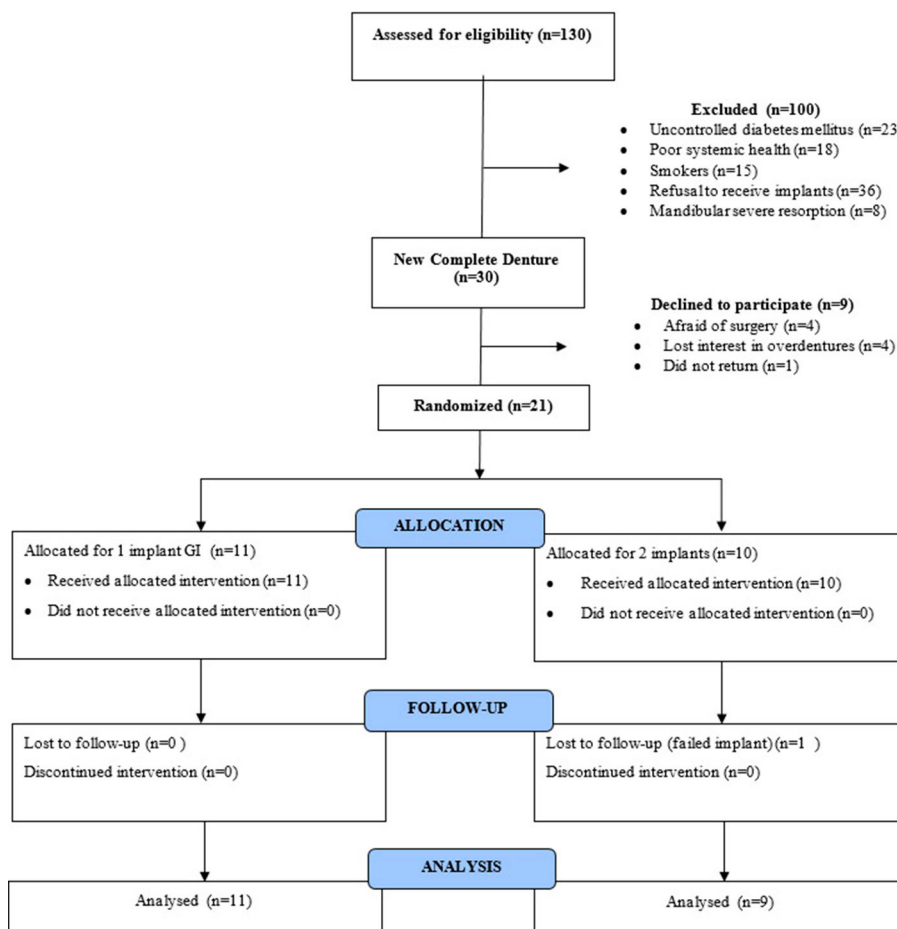 Assessed for eligibility (n=130)
Excluded (n=100)
• Uncontrolled diabetes mellitus (n=23
• Poor systemic health (n=18)
• Smokers (n=15)
• Refusal to receive implants (n=36)
• Mandibular severe resorption (n=8)
New Complete Denture
(n=30)
Declined to participate (n=9)
• Afraid of surgery (n=4)
• Lost interest in overdentures (n=4)
• Did not return (n=1)
Randomized (n=21)
ALLOCATION
Allocated for 1 implant GI (n=11)
• Received allocated intervention (n=11)
• Did not receive allocated intervention (n=0)
Allocated for 2 implants (n=10)
• Received allocated intervention (n=10)
• Did not receive allocated intervention (n=0)
FOLLOW-UP
Lost to follow-up (n=0 )
Discontinued intervention (n=0)
Lost to follow-up (failed implant) (n=1 )
Discontinued intervention (n=0)
ANALYSIS
Analysed (n=11)
Analysed (n=9)